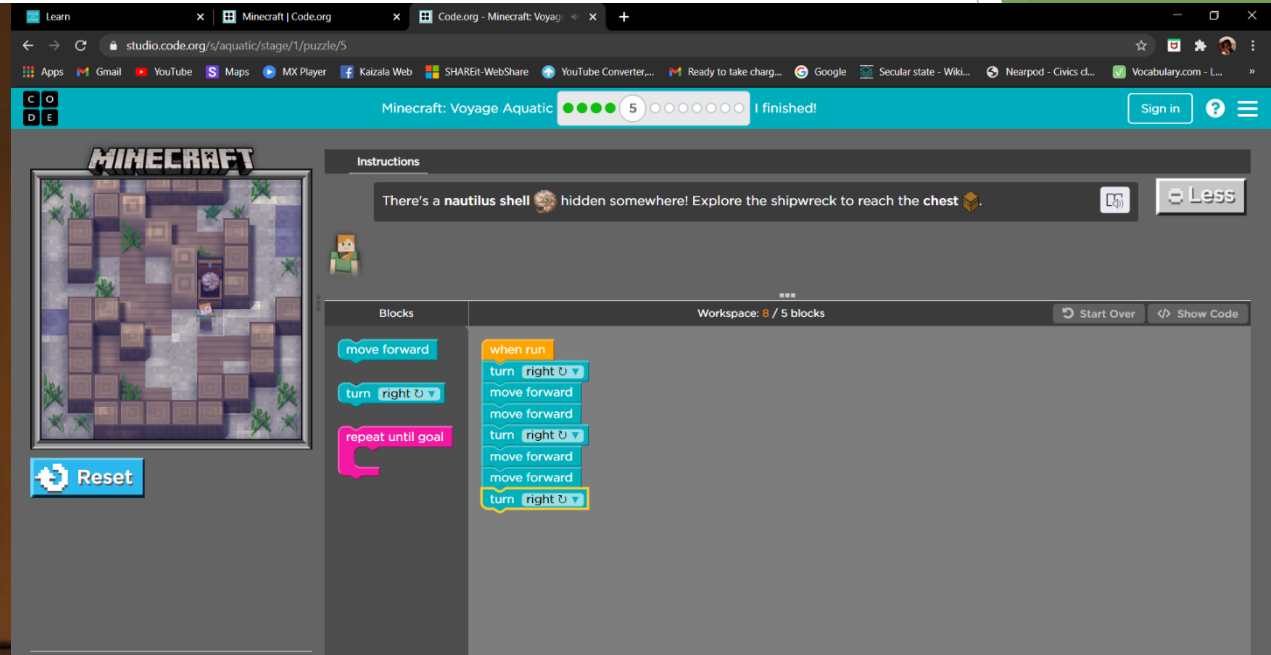 Learn
Minecraft | Code.org
Code.org - Minecraft: Voyag
studio.code.org/s/aquatic/stage/1/puzzle/5
Apps Gmail YouTube Maps MX Player Kaizala Web SHAREit-WebShare YouTube Converter,... Ready to take charg... Google Secular state - Wiki... Nearpod - Civics cl... Vocabulary.com - L... »
C O
D E
Minecraft: Voyage Aquatic 5 I finished!
Sign in ?
MINECRAFT
Instructions
There's a nautilus shell hidden somewhere! Explore the shipwreck to reach the chest .
Less
Blocks
Workspace: 8 / 5 blocks
Start Over
</> Show Code
move forward
turn right
repeat until goal
when run
turn right
move forward
move forward
turn right
move forward
move forward
turn right
Reset